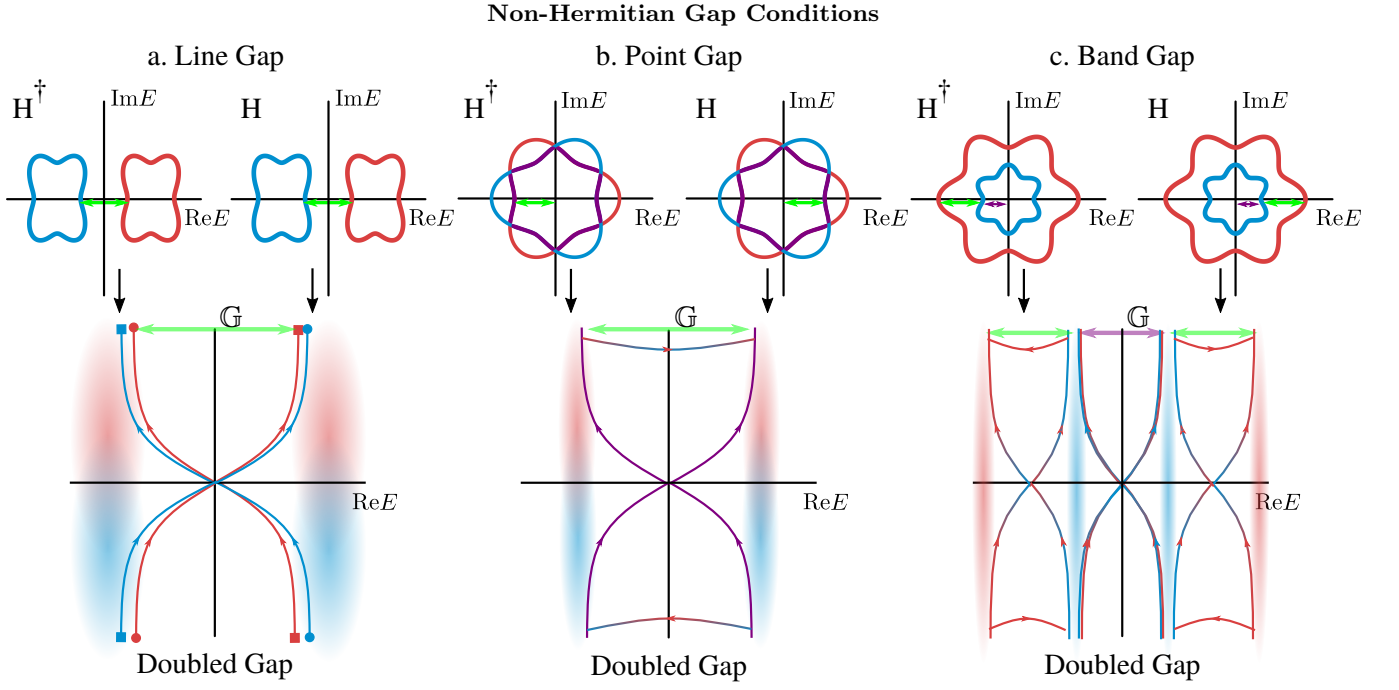 Non-Hermitian Gap Conditions
a. Line Gap
b. Point Gap
c. Band Gap
H† ImE H ImE
ReE ReE
H† ImE H ImE
ReE ReE
H† ImE H ImE
ReE ReE
𝔾
ReE
Doubled Gap
𝔾
ReE
Doubled Gap
𝔾
ReE
Doubled Gap